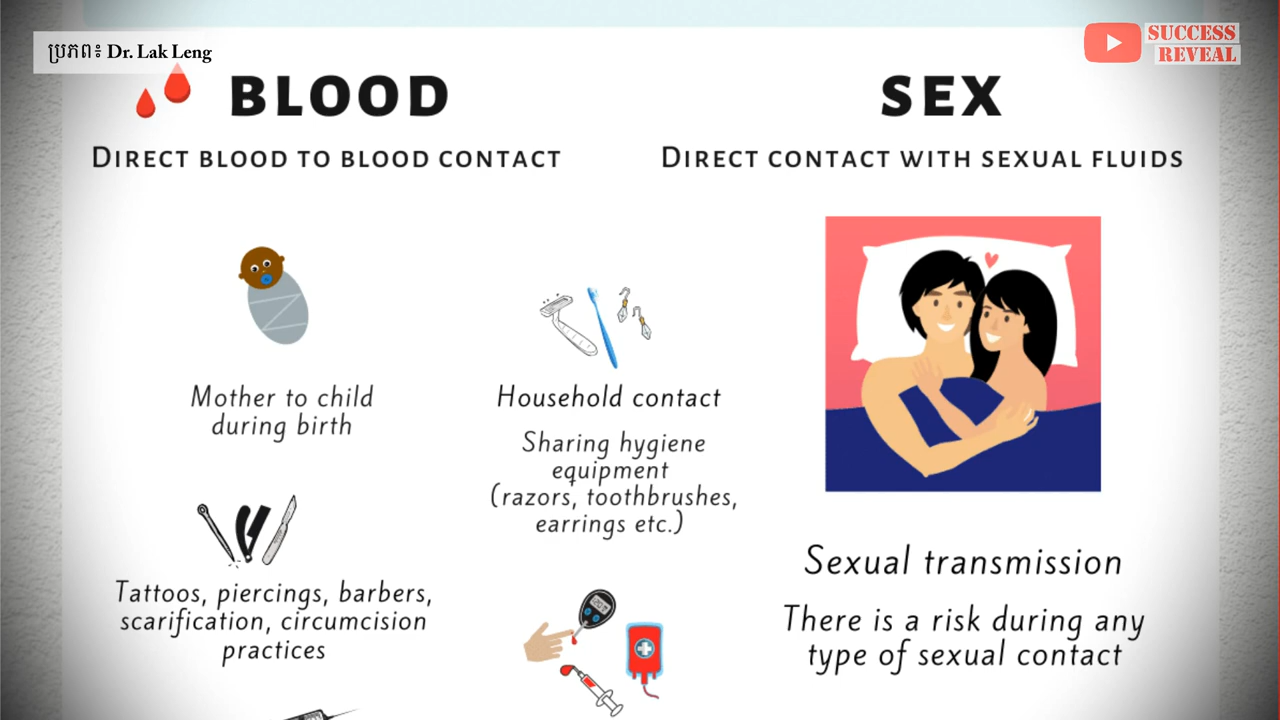 ប្រភព៖ Dr. Lak Leng
SUCCESS
REVEAL
BLOOD
DIRECT BLOOD TO BLOOD CONTACT
Mother to child
during birth
Household contact
Sharing hygiene
equipment
(razors, toothbrushes,
earrings etc.)
Tattoos, piercings, barbers,
scarification, circumcision
practices
SEX
DIRECT CONTACT WITH SEXUAL FLUIDS
Sexual transmission
There is a risk during any
type of sexual contact